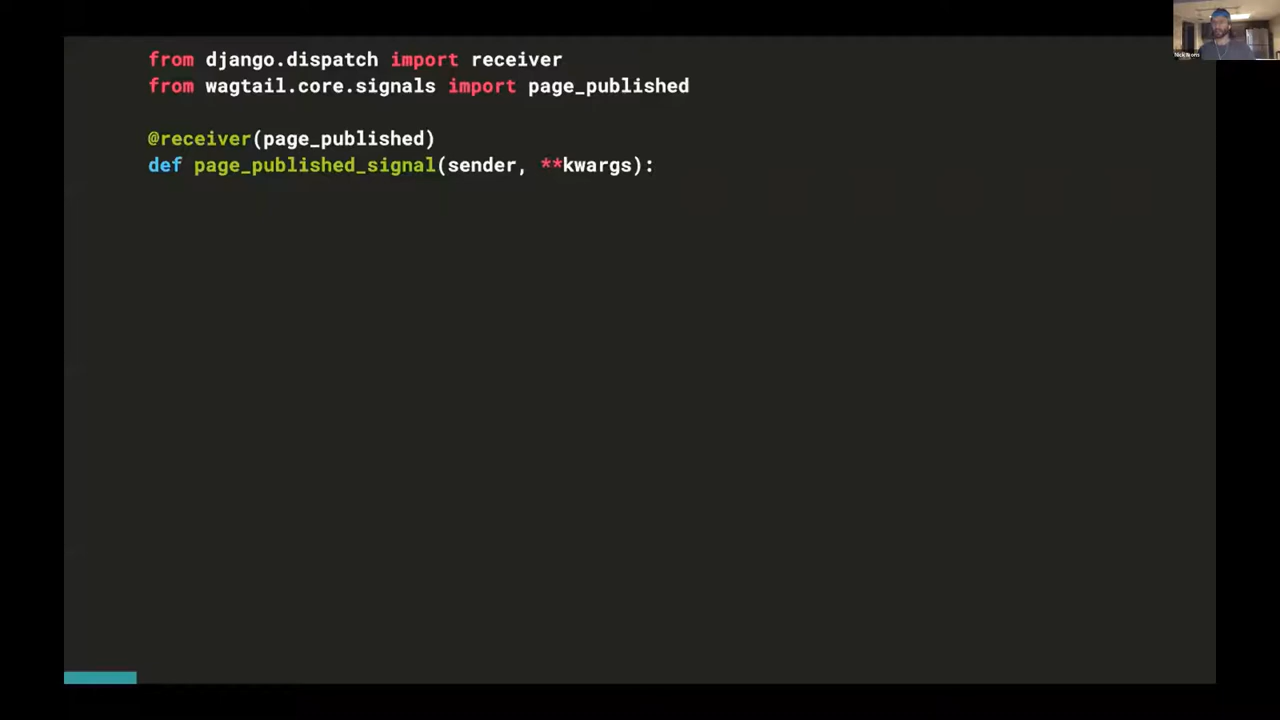 from django.dispatch import receiver
from wagtail.core.signals import page_published
@receiver(page_published)
def page_published_signal(sender, **kwargs):